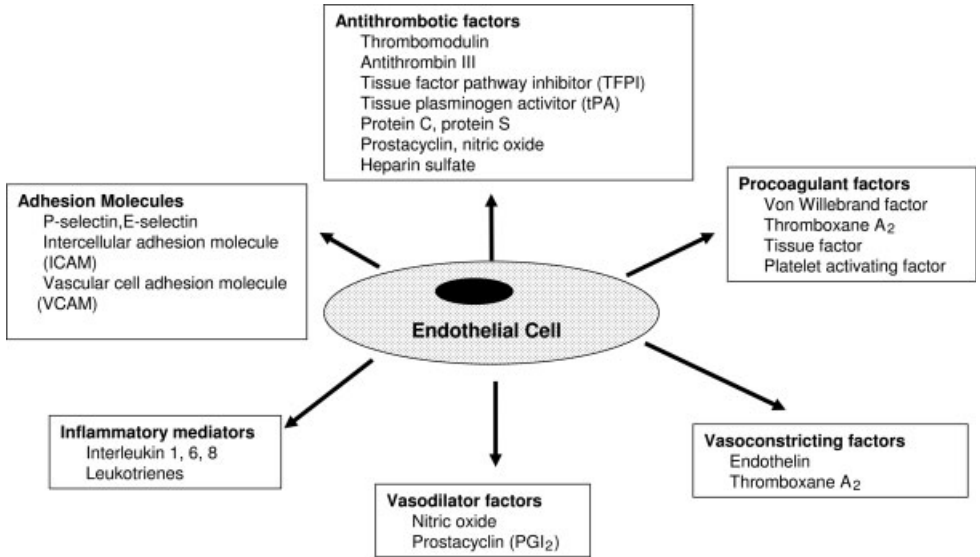 Antithrombotic factors
Thrombomodulin
Antithrombin III
Tissue factor pathway inhibitor (TFPI)
Tissue plasminogen activitor (tPA)
Protein C, protein S
Prostacyclin, nitric oxide
Heparin sulfate
Adhesion Molecules
P-selectin,E-selectin
Intercellular adhesion molecule
(ICAM)
Vascular cell adhesion molecule
(VCAM)
Procoagulant factors
Von Willebrand factor
Thromboxane A₂
Tissue factor
Platelet activating factor
Endothelial Cell
Inflammatory mediators
Interleukin 1, 6, 8
Leukotrienes
Vasodilator factors
Nitric oxide
Prostacyclin (PGI₂)
Vasoconstricting factors
Endothelin
Thromboxane A₂